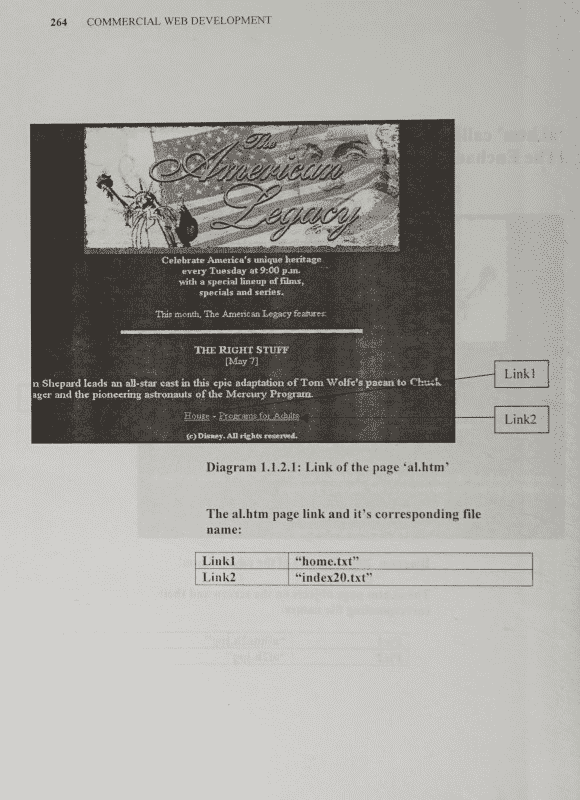 264 COMMERCIAL WEB DEVELOPMENT
The
American
Legacy
Celebrate America's unique heritage
every Tuesday at 9:00 p.m.
with a special lineup of films,
specials and series.
This month, The American Legacy features:
THE RIGHT STUFF
[May 7]
n Shepard leads an all-star cast in this epic adaptation of Tom Wolfe's paean to Chuck
ager and the pioneering astronauts of the Mercury Program.
House - Programs for Adults
(c) Disney. All rights reserved.
Link1
Link2
Diagram 1.1.2.1: Link of the page ‘al.htm’
The al.htm page link and it’s corresponding file
name:
Link1 “home.txt”
Link2 “index20.txt”